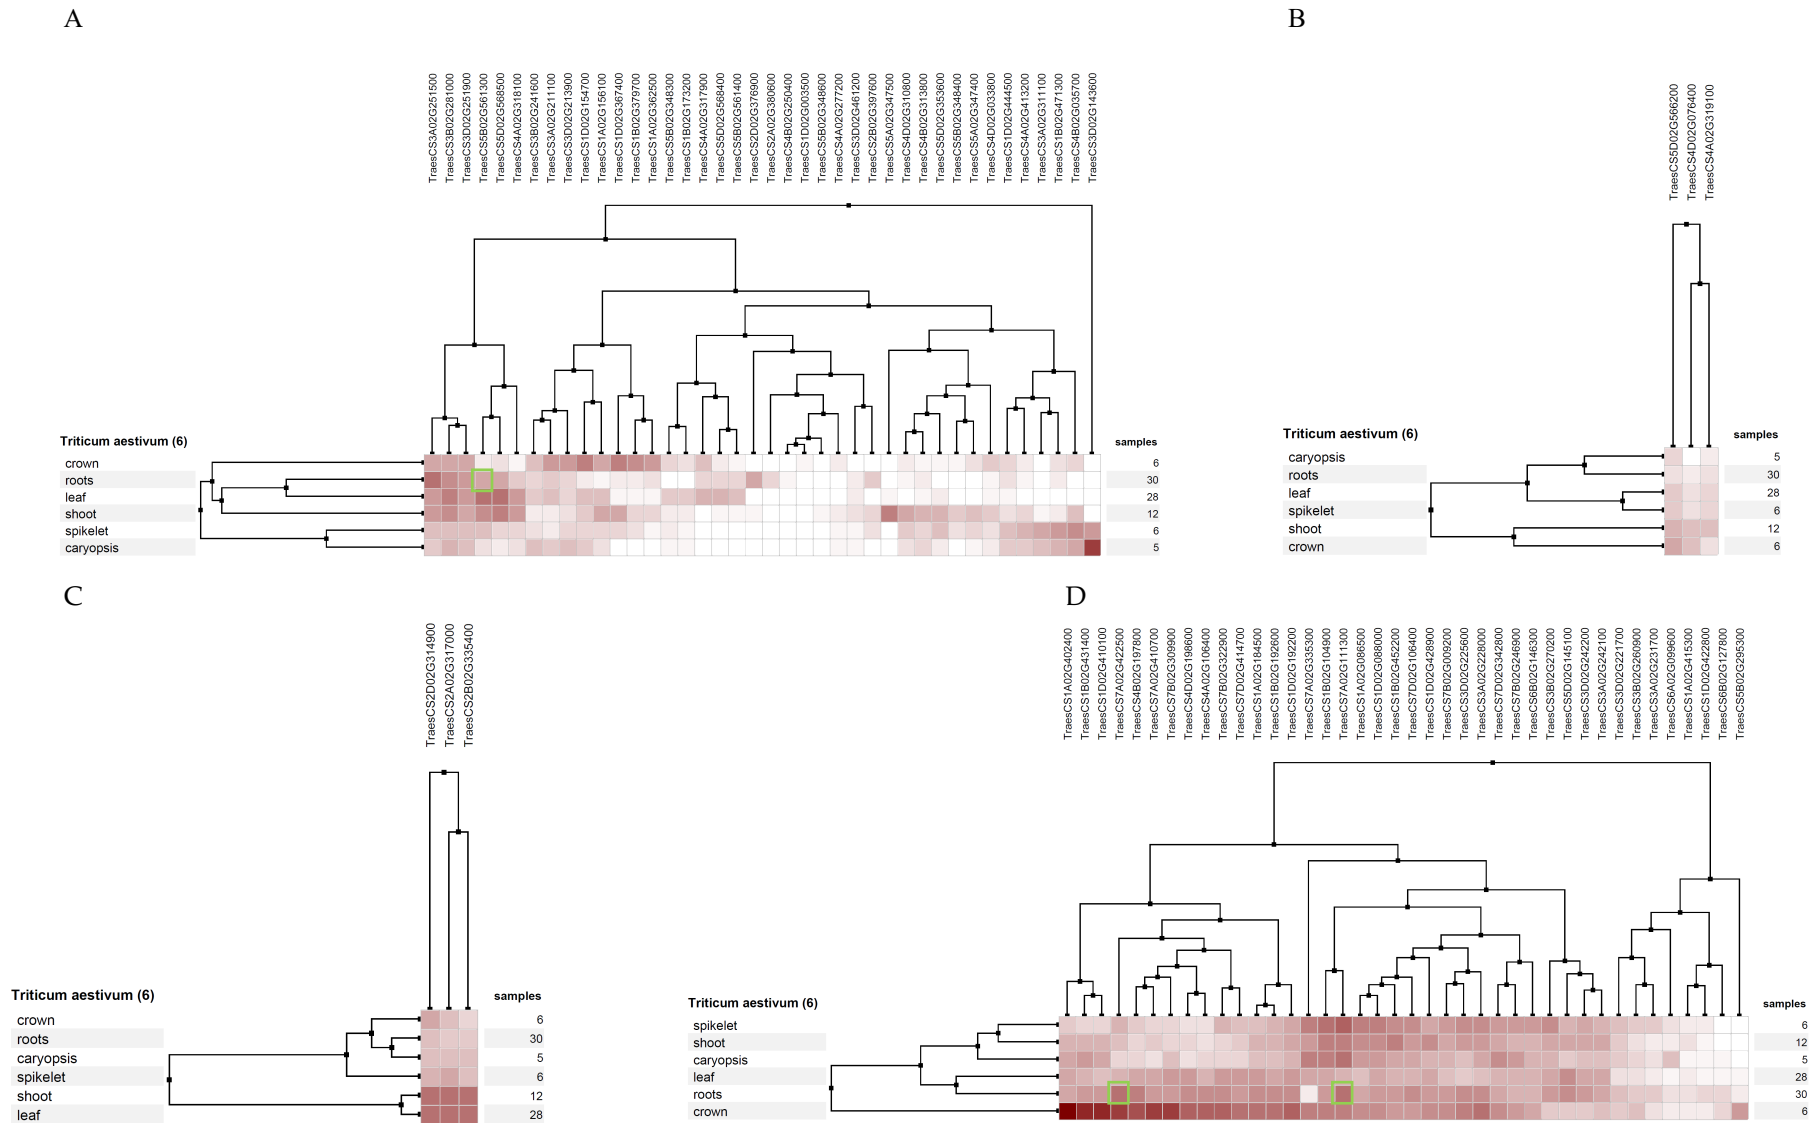 A
TraesCS3A02G251500
TraesCS3B02G281000
TraesCS3D02G251900
TraesCS5B02G561300
TraesCS5D02G568500
TraesCS4A02G318100
TraesCS3B02G241600
TraesCS3A02G211100
TraesCS3D02G213900
TraesCS1D02G154700
TraesCS1A02G156100
TraesCS1D02G367400
TraesCS1B02G379700
TraesCS1A02G362500
TraesCS5B02G348300
TraesCS1B02G173200
TraesCS4A02G317900
TraesCS5D02G568400
TraesCS5B02G561400
TraesCS2D02G376900
TraesCS2A02G380600
TraesCS4B02G250400
TraesCS1D02G003500
TraesCS5B02G348600
TraesCS4A02G277200
TraesCS3D02G461200
TraesCS2B02G397600
TraesCS5A02G347500
TraesCS4D02G310800
TraesCS4B02G313800
TraesCS5D02G353600
TraesCS5B02G348400
TraesCS5A02G347400
TraesCS4D02G033800
TraesCS1D02G444500
TraesCS4A02G413200
TraesCS3A02G311100
TraesCS1B02G471300
TraesCS4B02G035700
TraesCS3D02G143600
Triticum aestivum (6)
samples
crown 6
roots 30
leaf 28
shoot 12
spikelet 6
caryopsis 5
B
TraesCS5D02G566200
TraesCS4D02G076400
TraesCS4A02G319100
Triticum aestivum (6)
samples
caryopsis 5
roots 30
leaf 28
spikelet 6
shoot 12
crown 6
C
TraesCS2D02G314900
TraesCS2A02G317000
TraesCS2B02G335400
Triticum aestivum (6)
samples
crown 6
roots 30
caryopsis 5
spikelet 6
shoot 12
leaf 28
D
TraesCS1A02G402400
TraesCS1B02G431400
TraesCS1D02G410100
TraesCS7A02G422500
TraesCS4B02G197800
TraesCS7A02G410700
TraesCS7B02G309900
TraesCS4D02G198600
TraesCS4A02G106400
TraesCS7B02G322900
TraesCS7D02G414700
TraesCS1A02G184500
TraesCS1B02G192600
TraesCS1D02G192200
TraesCS7A02G335300
TraesCS1B02G104900
TraesCS7A02G111300
TraesCS1A02G086500
TraesCS1D02G088000
TraesCS1B02G452200
TraesCS7D02G106400
TraesCS1D02G428900
TraesCS7B02G009200
TraesCS3D02G225600
TraesCS3A02G228000
TraesCS7D02G342800
TraesCS7B02G246900
TraesCS6B02G146300
TraesCS3B02G270200
TraesCS5D02G145100
TraesCS3D02G242200
TraesCS3A02G242100
TraesCS3D02G221700
TraesCS3B02G260900
TraesCS3A02G231700
TraesCS6A02G099600
TraesCS1A02G415300
TraesCS1D02G422800
TraesCS6B02G127800
TraesCS5B02G295300
Triticum aestivum (6)
samples
spikelet 6
shoot 12
caryopsis 5
leaf 28
roots 30
crown 6